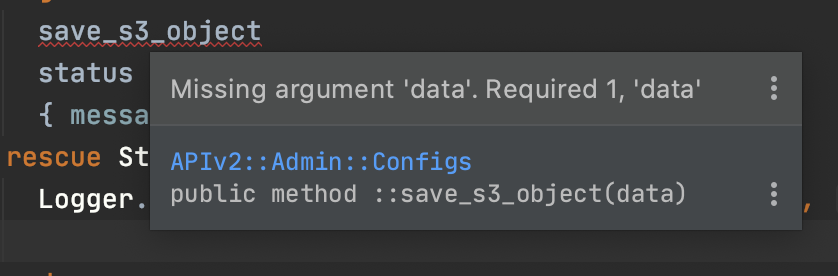 save_s3_object
status
Missing argument 'data'. Required 1, 'data'
{ messa
rescue St
APIv2::Admin::Configs
public method ::save_s3_object(data)
Logger.
,